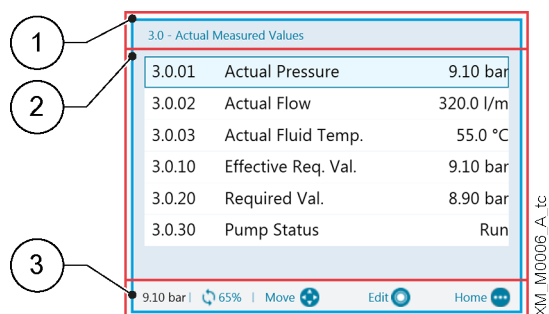 1
3.0 - Actual Measured Values
2
3.0.01 Actual Pressure 9.10 bar
3.0.02 Actual Flow 320.0 l/m
3.0.03 Actual Fluid Temp. 55.0 °C
3.0.10 Effective Req. Val. 9.10 bar
3.0.20 Required Val. 8.90 bar
3.0.30 Pump Status Run
3
9.10 bar | 65% | Move Edit Home
XM_M0006_A_tc